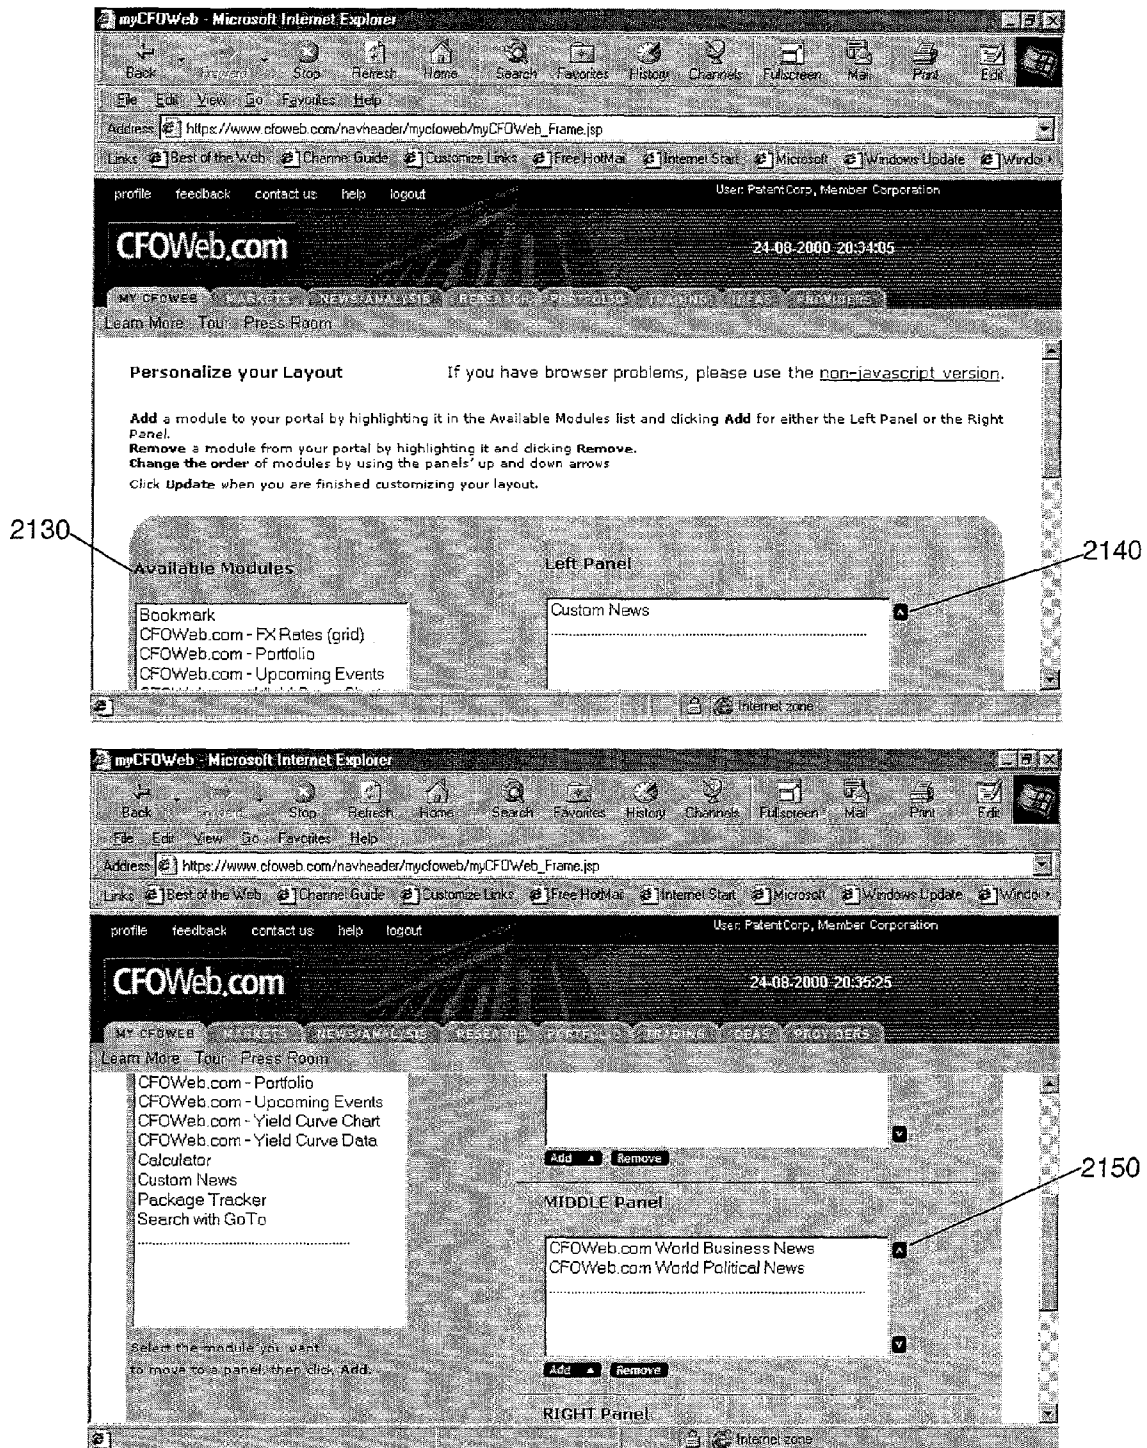 myCFOWeb - Microsoft Internet Explorer
Back Stop Refresh Home Search Favorites History Channels Fullscreen Mail Print Edit
File Edit View Go Favorites Help
Address https://www.cfoweb.com/navheader/mycfoweb/myCFOWeb_Frame.jsp
Links Best of the Web Channel Guide Customize Links Free HotMai Internet Start Microsoft Windows Update Windo
profile feedback contact us help logout User: PatentCorp, Member Corporation
CFOWeb.com 24-08-2000 20:34:05
MY CFOWEB MARKETS NEWS/ANALYSIS RESEARCH PORTFOLIO TRADING IDEAS PROVIDERS
Learn More Tour Press Room
Personalize your Layout If you have browser problems, please use the non-javascript version.
Add a module to your portal by highlighting it in the Available Modules list and clicking Add for either the Left Panel or the Right
Panel.
Remove a module from your portal by highlighting it and clicking Remove.
Change the order of modules by using the panels' up and down arrows
Click Update when you are finished customizing your layout.
2130
2140
Available Modules Left Panel
Bookmark
CFOWeb.com - FX Rates (grid)
CFOWeb.com - Portfolio
CFOWeb.com - Upcoming Events
Custom News
Internet zone
myCFOWeb - Microsoft Internet Explorer
Back Stop Refresh Home Search Favorites History Channels Fullscreen Mail Print Edit
File Edit View Go Favorites Help
Address https://www.cfoweb.com/navheader/mycfoweb/myCFOWeb_Frame.jsp
Links Best of the Web Channel Guide Customize Links Free HotMai Internet Start Microsoft Windows Update Windo
profile feedback contact us help logout User: PatentCorp, Member Corporation
CFOWeb.com 24-08-2000 20:35:25
MY CFOWEB MARKETS NEWS/ANALYSIS RESEARCH PORTFOLIO TRADING IDEAS PROVIDERS
Learn More Tour Press Room
CFOWeb.com - Portfolio
CFOWeb.com - Upcoming Events
CFOWeb.com - Yield Curve Chart
CFOWeb.com - Yield Curve Data
Calculator
Custom News
Package Tracker
Search with GoTo
Select the module you want
to move to a panel, then click Add.
Add Remove
MIDDLE Panel
2150
CFOWeb.com World Business News
CFOWeb.com World Political News
Add Remove
RIGHT Panel
Internet zone